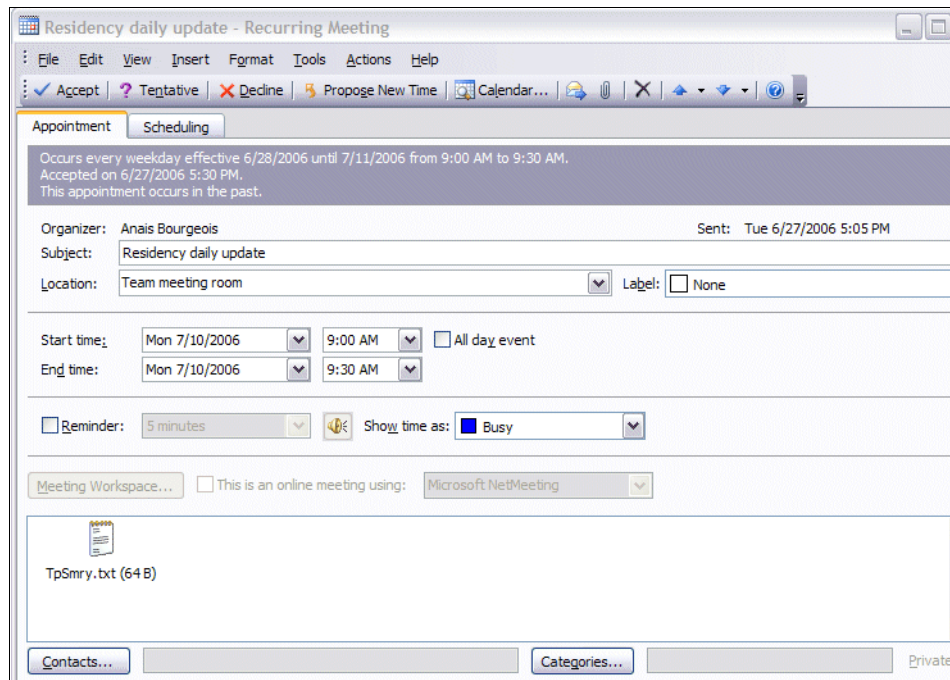 Residency daily update - Recurring Meeting
File Edit View Insert Format Tools Actions Help
Accept ? Tentative Decline Propose New Time Calendar...
Appointment Scheduling
Occurs every weekday effective 6/28/2006 until 7/11/2006 from 9:00 AM to 9:30 AM.
Accepted on 6/27/2006 5:30 PM.
This appointment occurs in the past.
Organizer: Anais Bourgeois Sent: Tue 6/27/2006 5:05 PM
Subject: Residency daily update
Location: Team meeting room Label: None
Start time: Mon 7/10/2006 9:00 AM All day event
End time: Mon 7/10/2006 9:30 AM
Reminder: 5 minutes Show time as: Busy
Meeting Workspace... This is an online meeting using: Microsoft NetMeeting
TpSmry.txt (64 B)
Contacts... Categories... Private